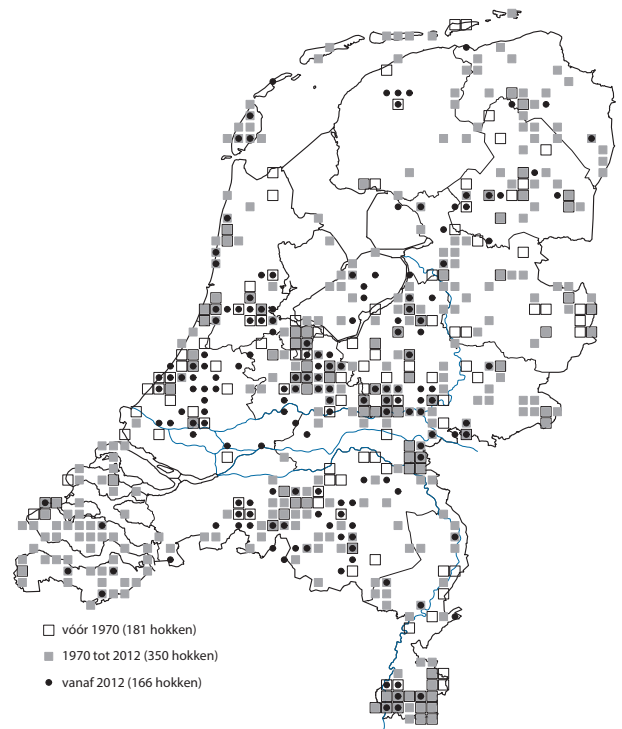 vóór 1970 (181 hokken)
1970 tot 2012 (350 hokken)
vanaf 2012 (166 hokken)